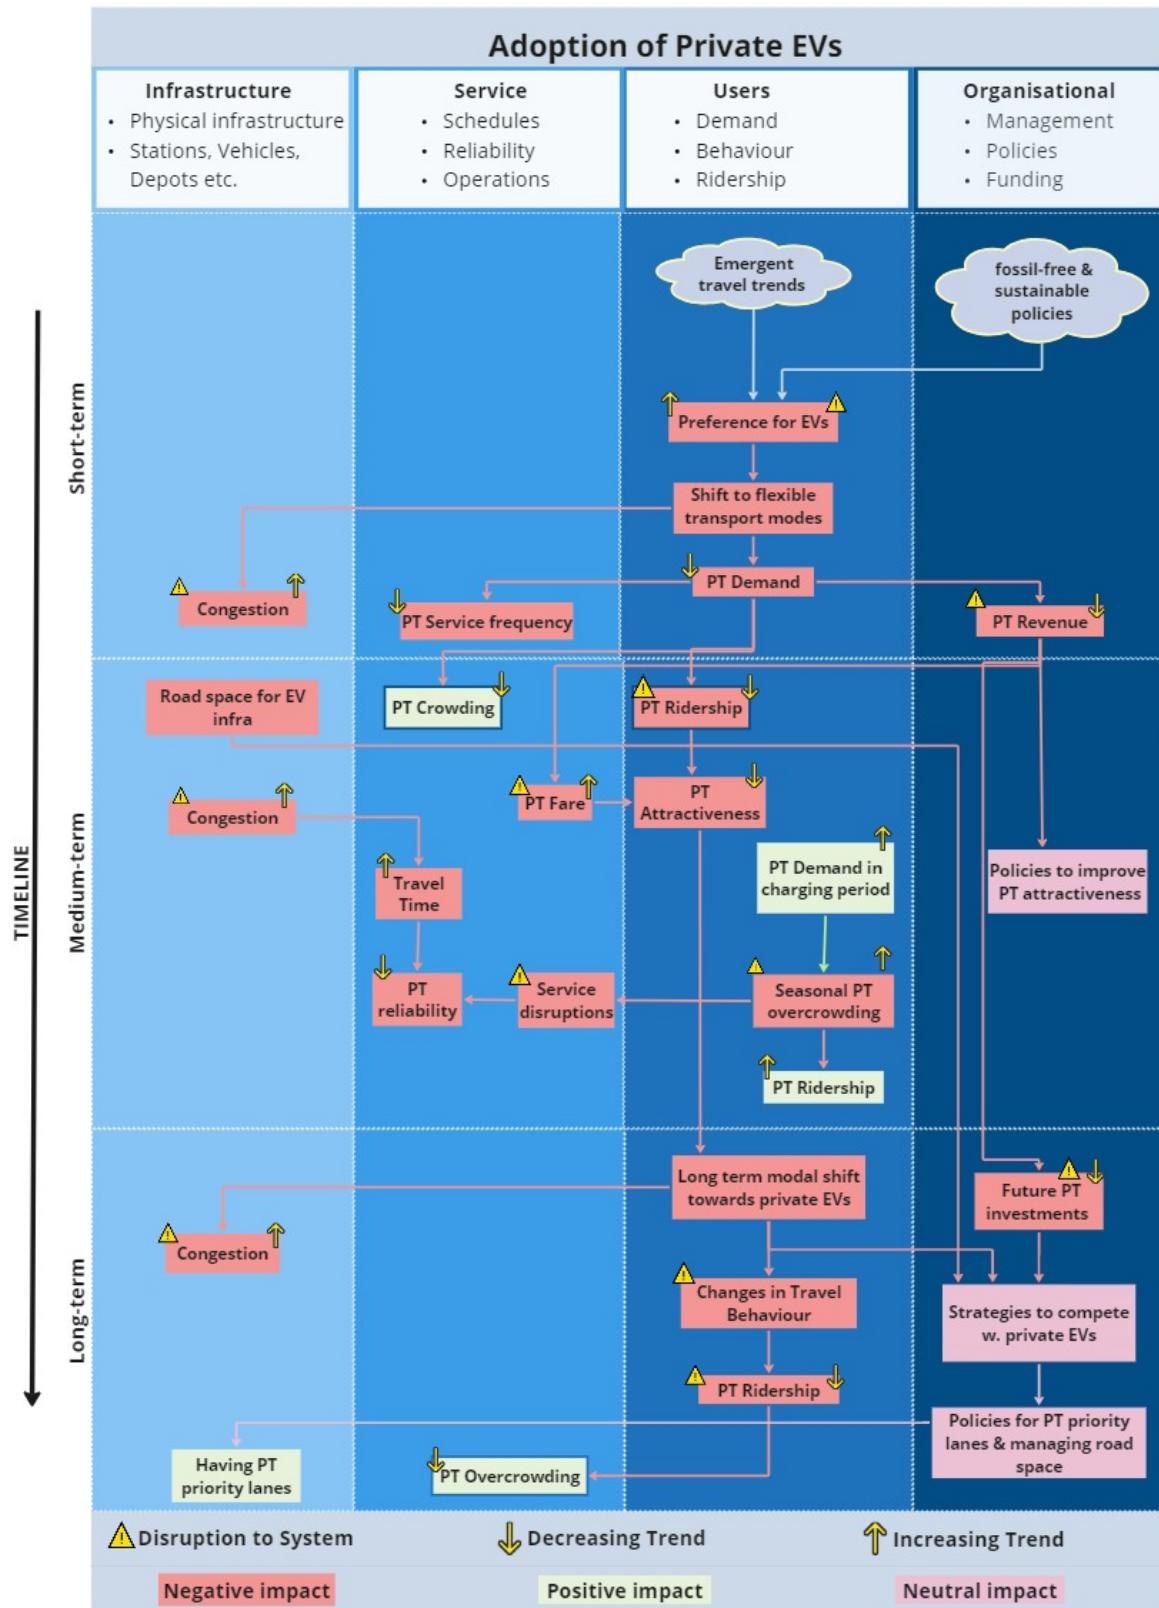 Adoption of Private EVs
Infrastructure
• Physical infrastructure
• Stations, Vehicles,
Depots etc.
Service
• Schedules
• Reliability
• Operations
Users
• Demand
• Behaviour
• Ridership
Organisational
• Management
• Policies
• Funding
TIMELINE
Short-term
Emergent
travel trends
fossil-free &
sustainable
policies
Preference for EVs
Shift to flexible
transport modes
Congestion
PT Service frequency
PT Demand
PT Revenue
Medium-term
Road space for EV
infra
PT Crowding
PT Ridership
Congestion
PT Fare
PT
Attractiveness
PT Demand in
charging period
Policies to improve
PT attractiveness
Travel
Time
PT
reliability
Service
disruptions
Seasonal PT
overcrowding
PT Ridership
Long-term
Long term modal shift
towards private EVs
Future PT
investments
Congestion
Changes in Travel
Behaviour
Strategies to compete
w. private EVs
PT Ridership
Policies for PT priority
lanes & managing road
space
Having PT
priority lanes
PT Overcrowding
Disruption to System
Decreasing Trend
Increasing Trend
Negative impact
Positive impact
Neutral impact